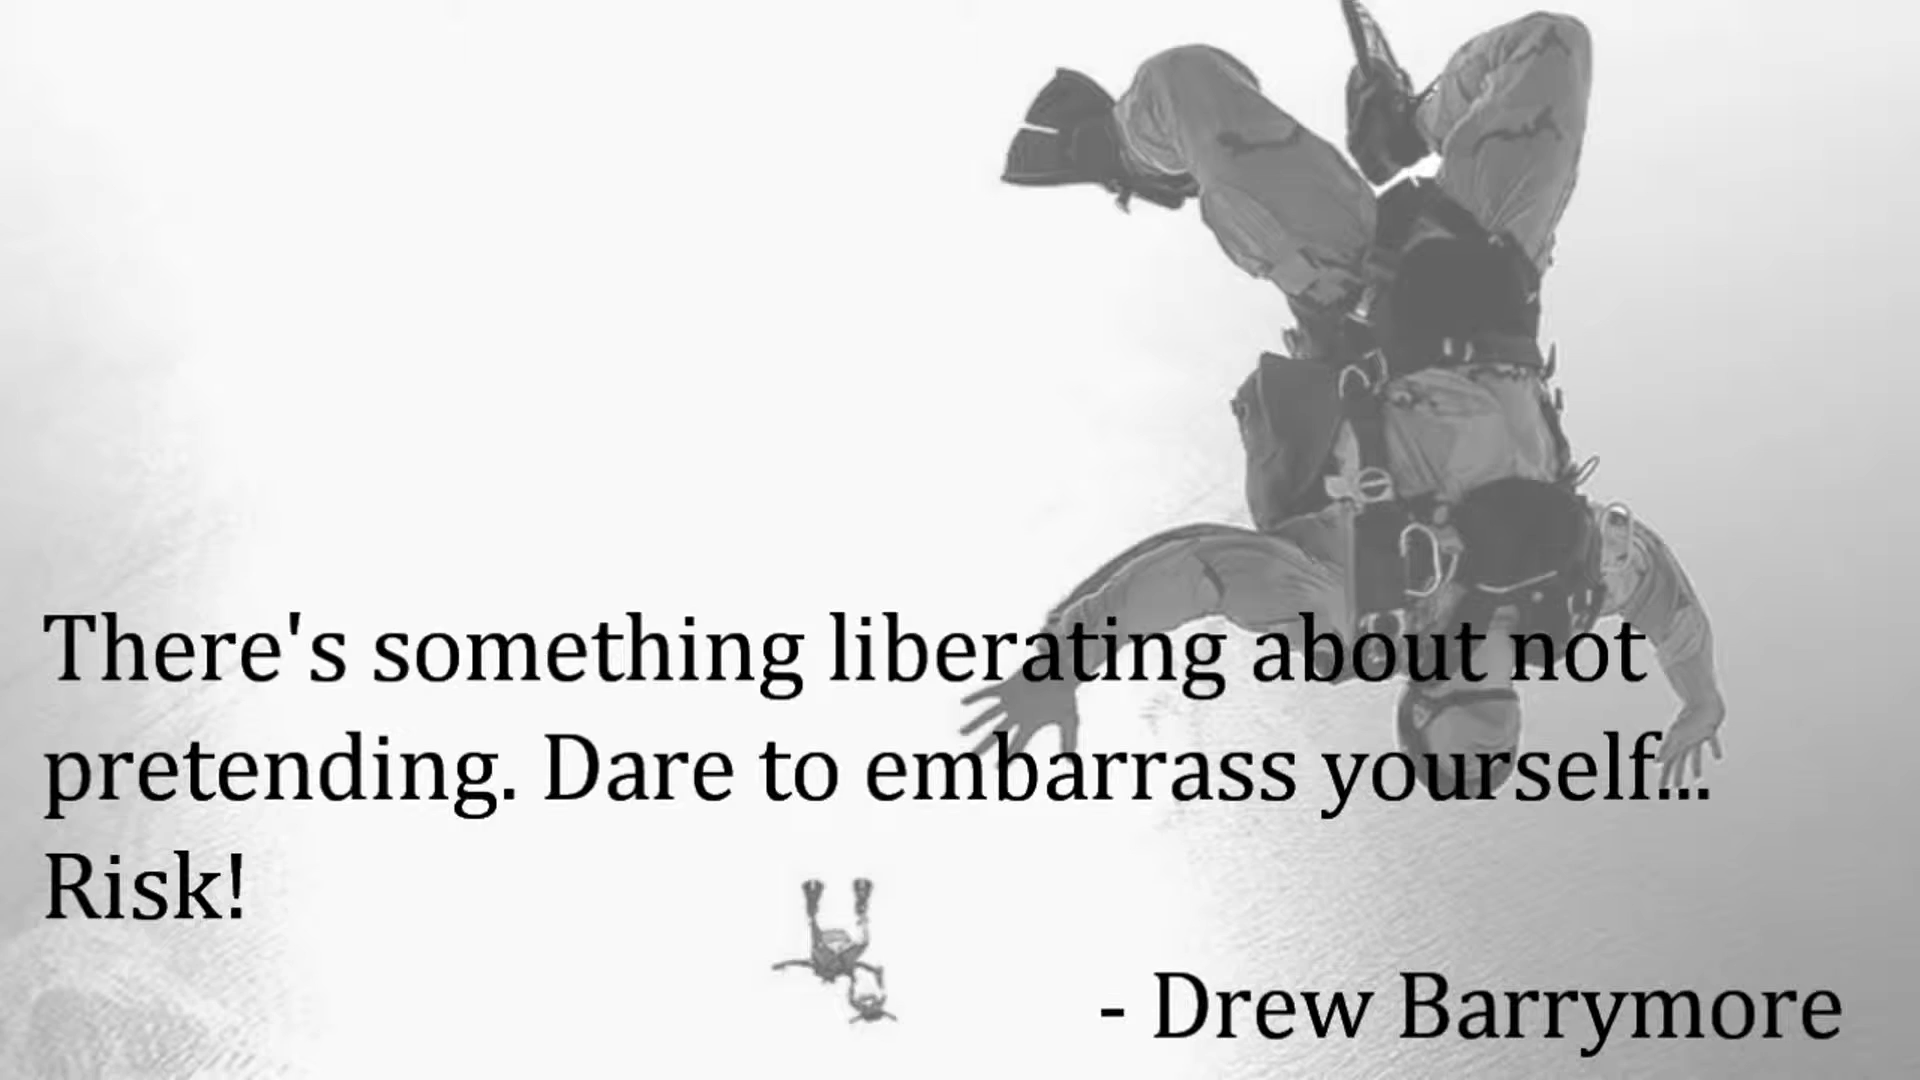 There's something liberating about not
pretending. Dare to embarrass yourself...
Risk!
- Drew Barrymore